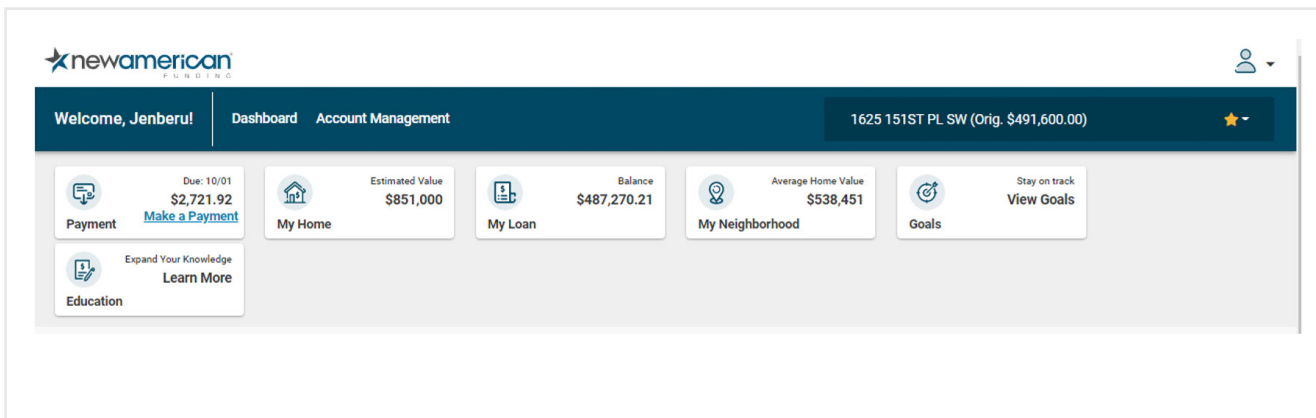 newamerican
FUNDING
Welcome, Jenberu!
Dashboard
Account Management
1625 151ST PL SW (Orig. $491,600.00)
Due: 10/01
$2,721.92
Make a Payment
Payment
Estimated Value
$851,000
My Home
Balance
$487,270.21
My Loan
Average Home Value
$538,451
My Neighborhood
Stay on track
View Goals
Goals
Expand Your Knowledge
Learn More
Education